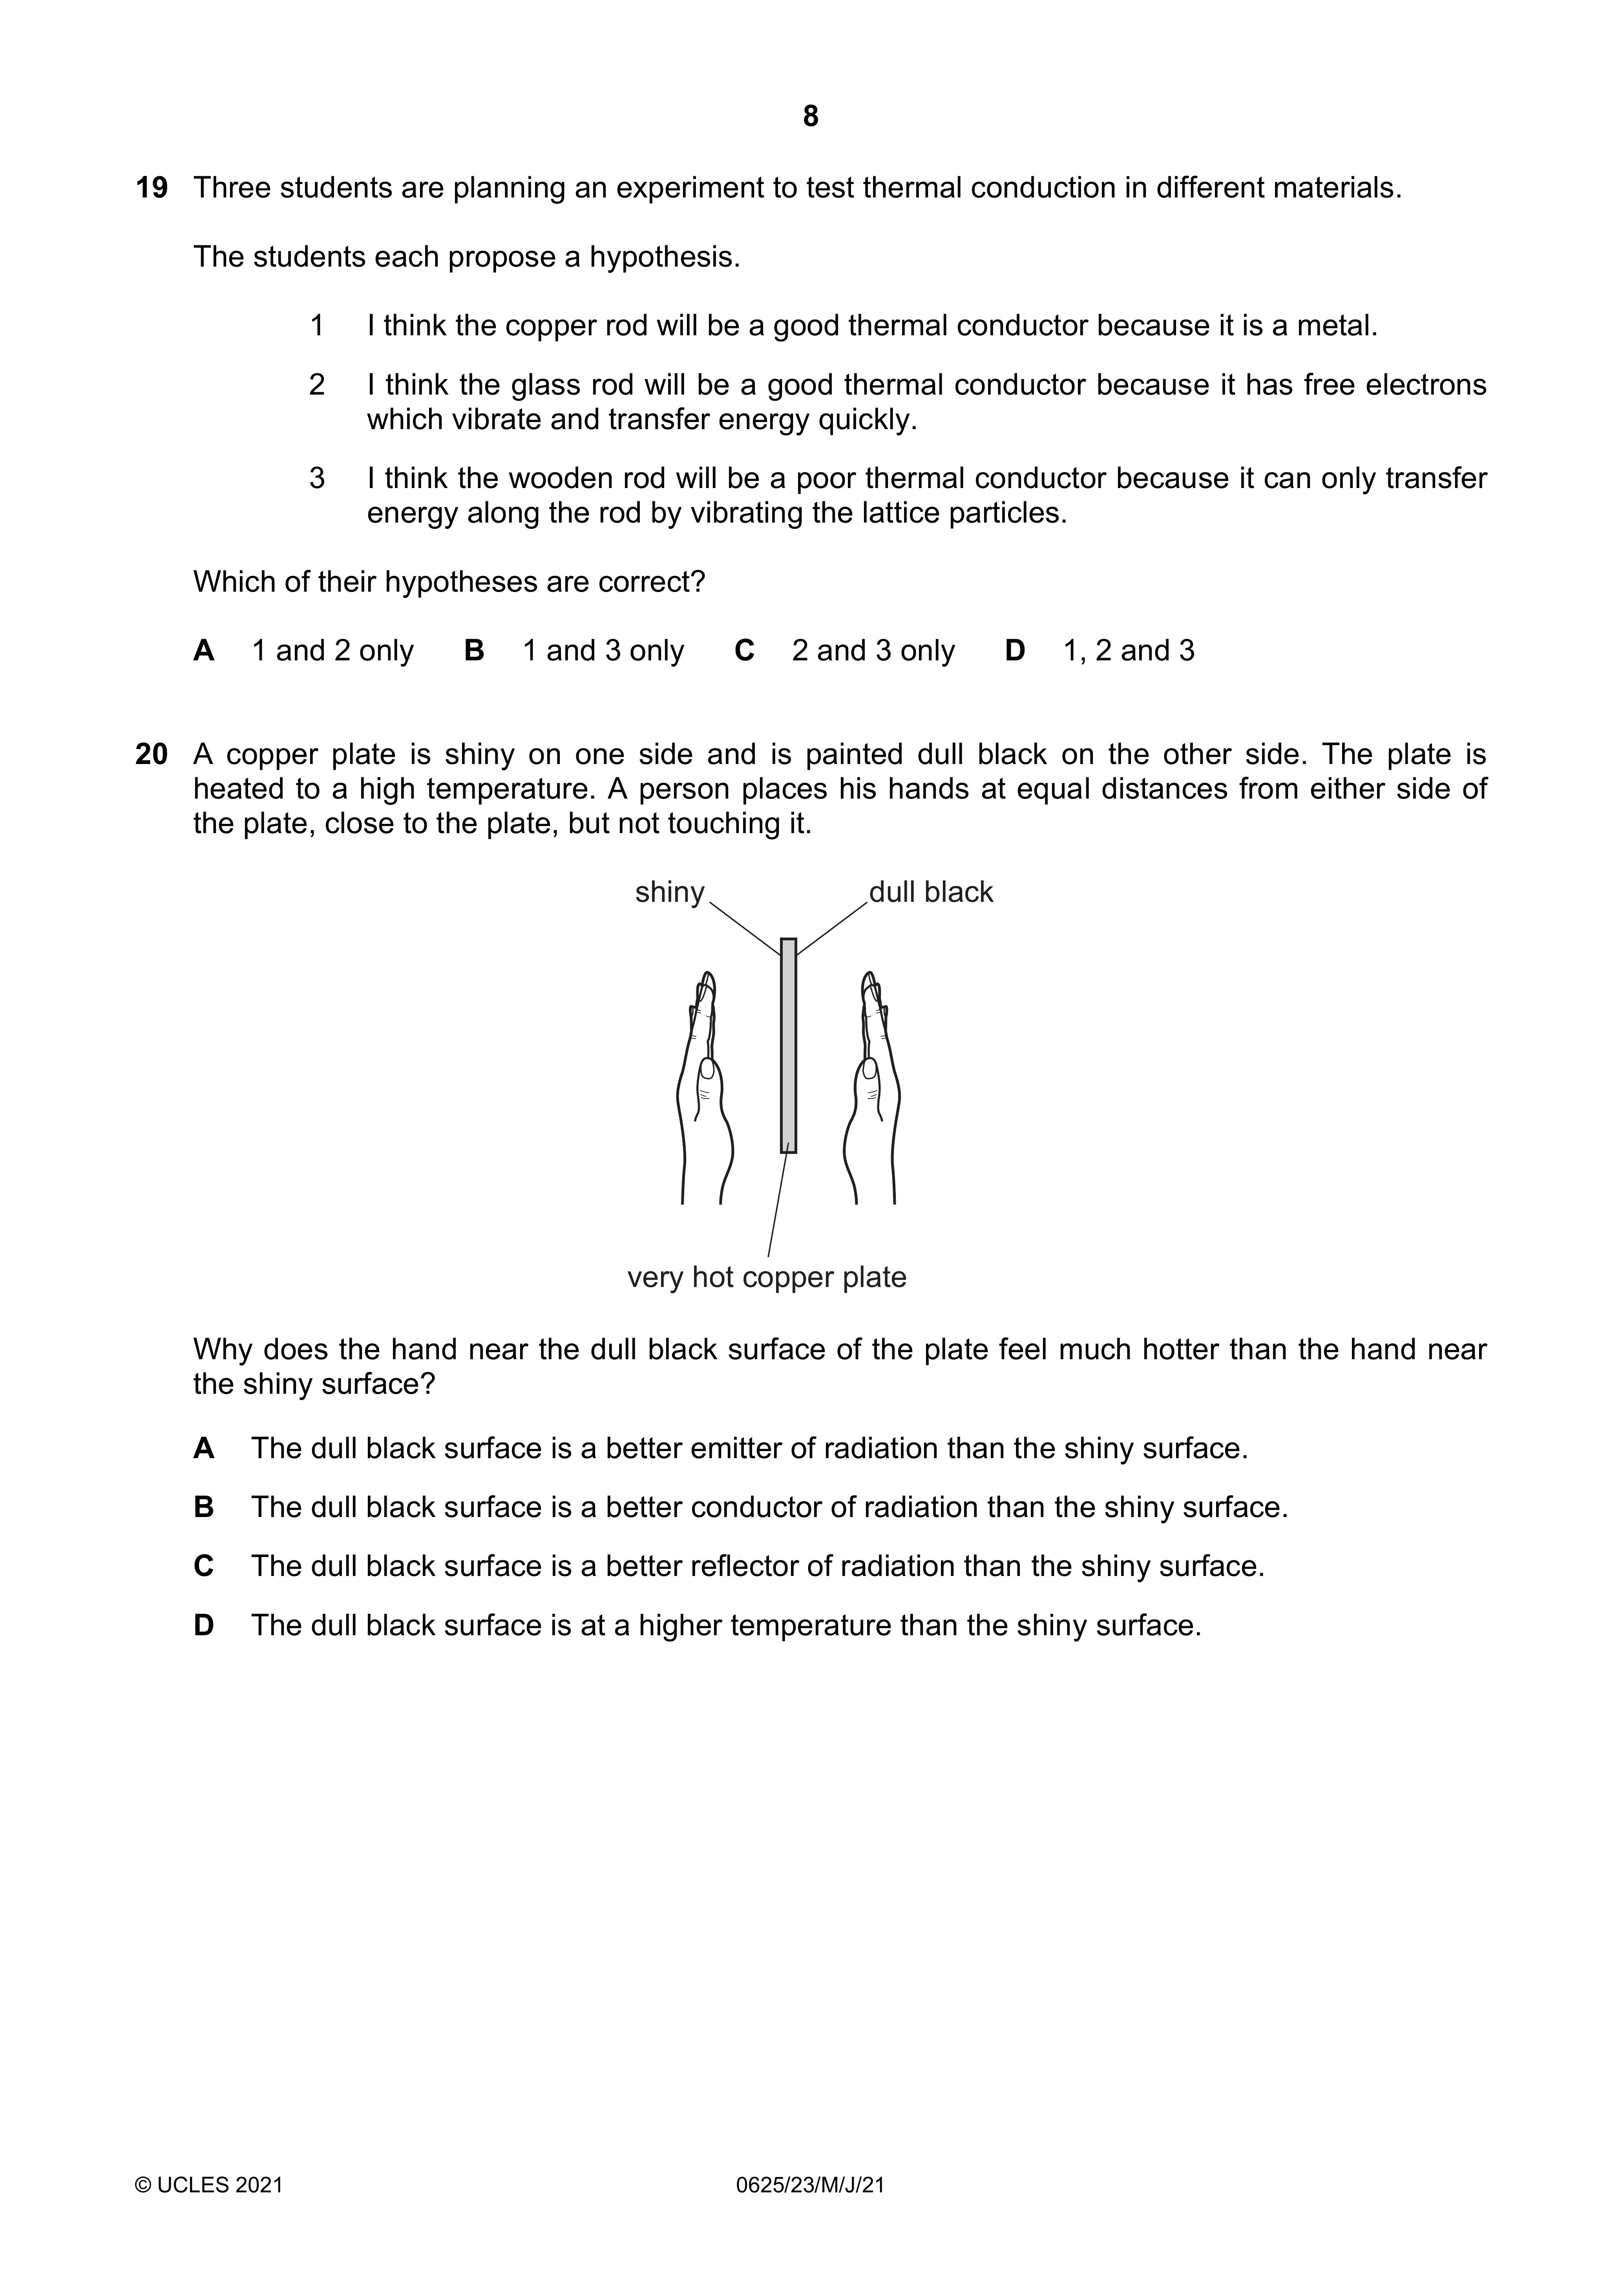 8
19 Three students are planning an experiment to test thermal conduction in different materials.
The students each propose a hypothesis.
1 I think the copper rod will be a good thermal conductor because it is a metal.
2 I think the glass rod will be a good thermal conductor because it has free electrons
which vibrate and transfer energy quickly.
3 I think the wooden rod will be a poor thermal conductor because it can only transfer
energy along the rod by vibrating the lattice particles.
Which of their hypotheses are correct?
A 1 and 2 only B 1 and 3 only C 2 and 3 only D 1, 2 and 3
20 A copper plate is shiny on one side and is painted dull black on the other side. The plate is
heated to a high temperature. A person places his hands at equal distances from either side of
the plate, close to the plate, but not touching it.
shiny dull black
very hot copper plate
Why does the hand near the dull black surface of the plate feel much hotter than the hand near
the shiny surface?
A The dull black surface is a better emitter of radiation than the shiny surface.
B The dull black surface is a better conductor of radiation than the shiny surface.
C The dull black surface is a better reflector of radiation than the shiny surface.
D The dull black surface is at a higher temperature than the shiny surface.
© UCLES 2021 0625/23/M/J/21